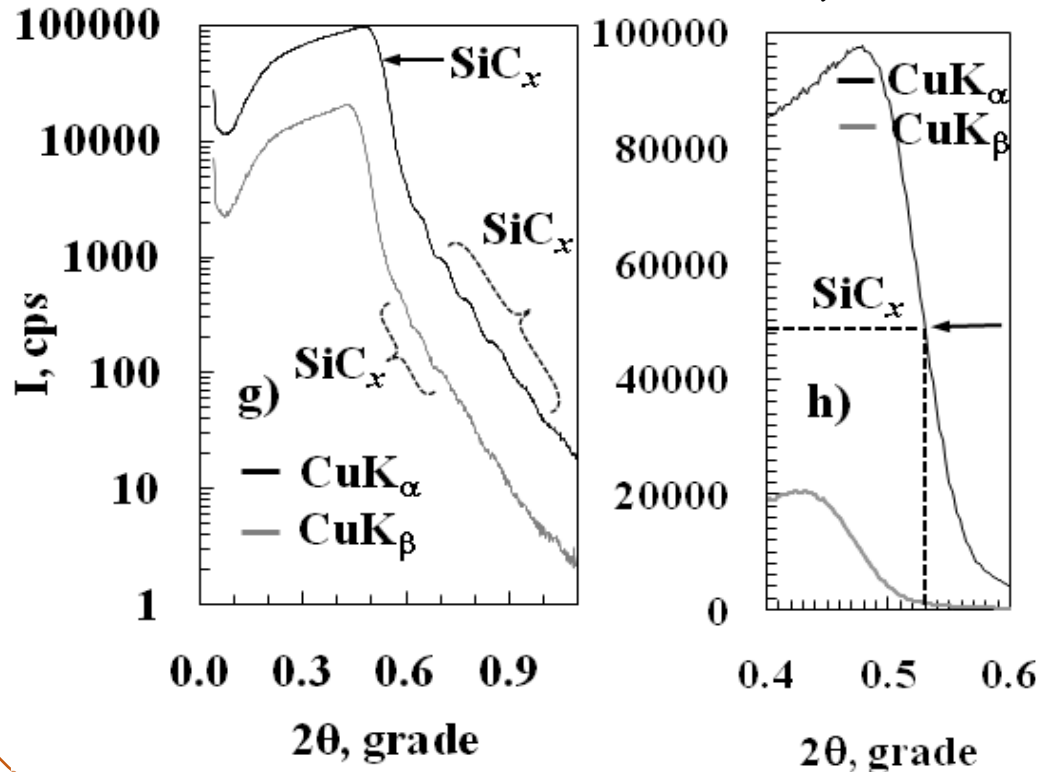 100000
10000
1000
100
10
1
I, cps
SiCx
SiCx
SiCx
g)
CuKα
CuKβ
0.0 0.3 0.6 0.9
2θ, grade
100000
80000
60000
40000
20000
0
CuKα
CuKβ
SiCx
h)
0.4 0.5 0.6
2θ, grade